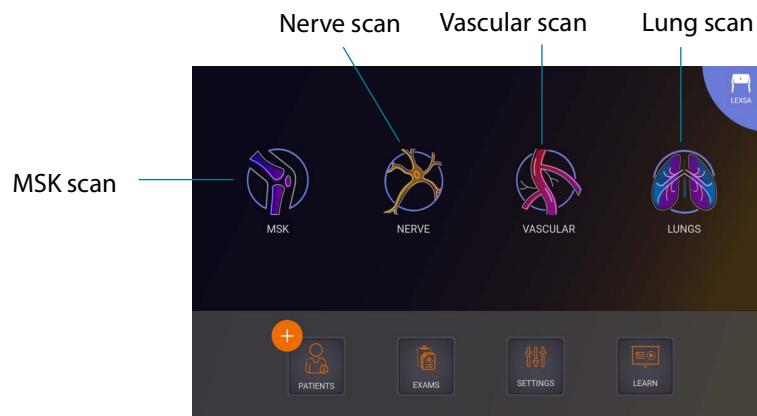 Nerve scan
Vascular scan
Lung scan
LEXSA
MSK scan
MSK
NERVE
VASCULAR
LUNGS
+
PATIENTS
EXAMS
SETTINGS
LEARN